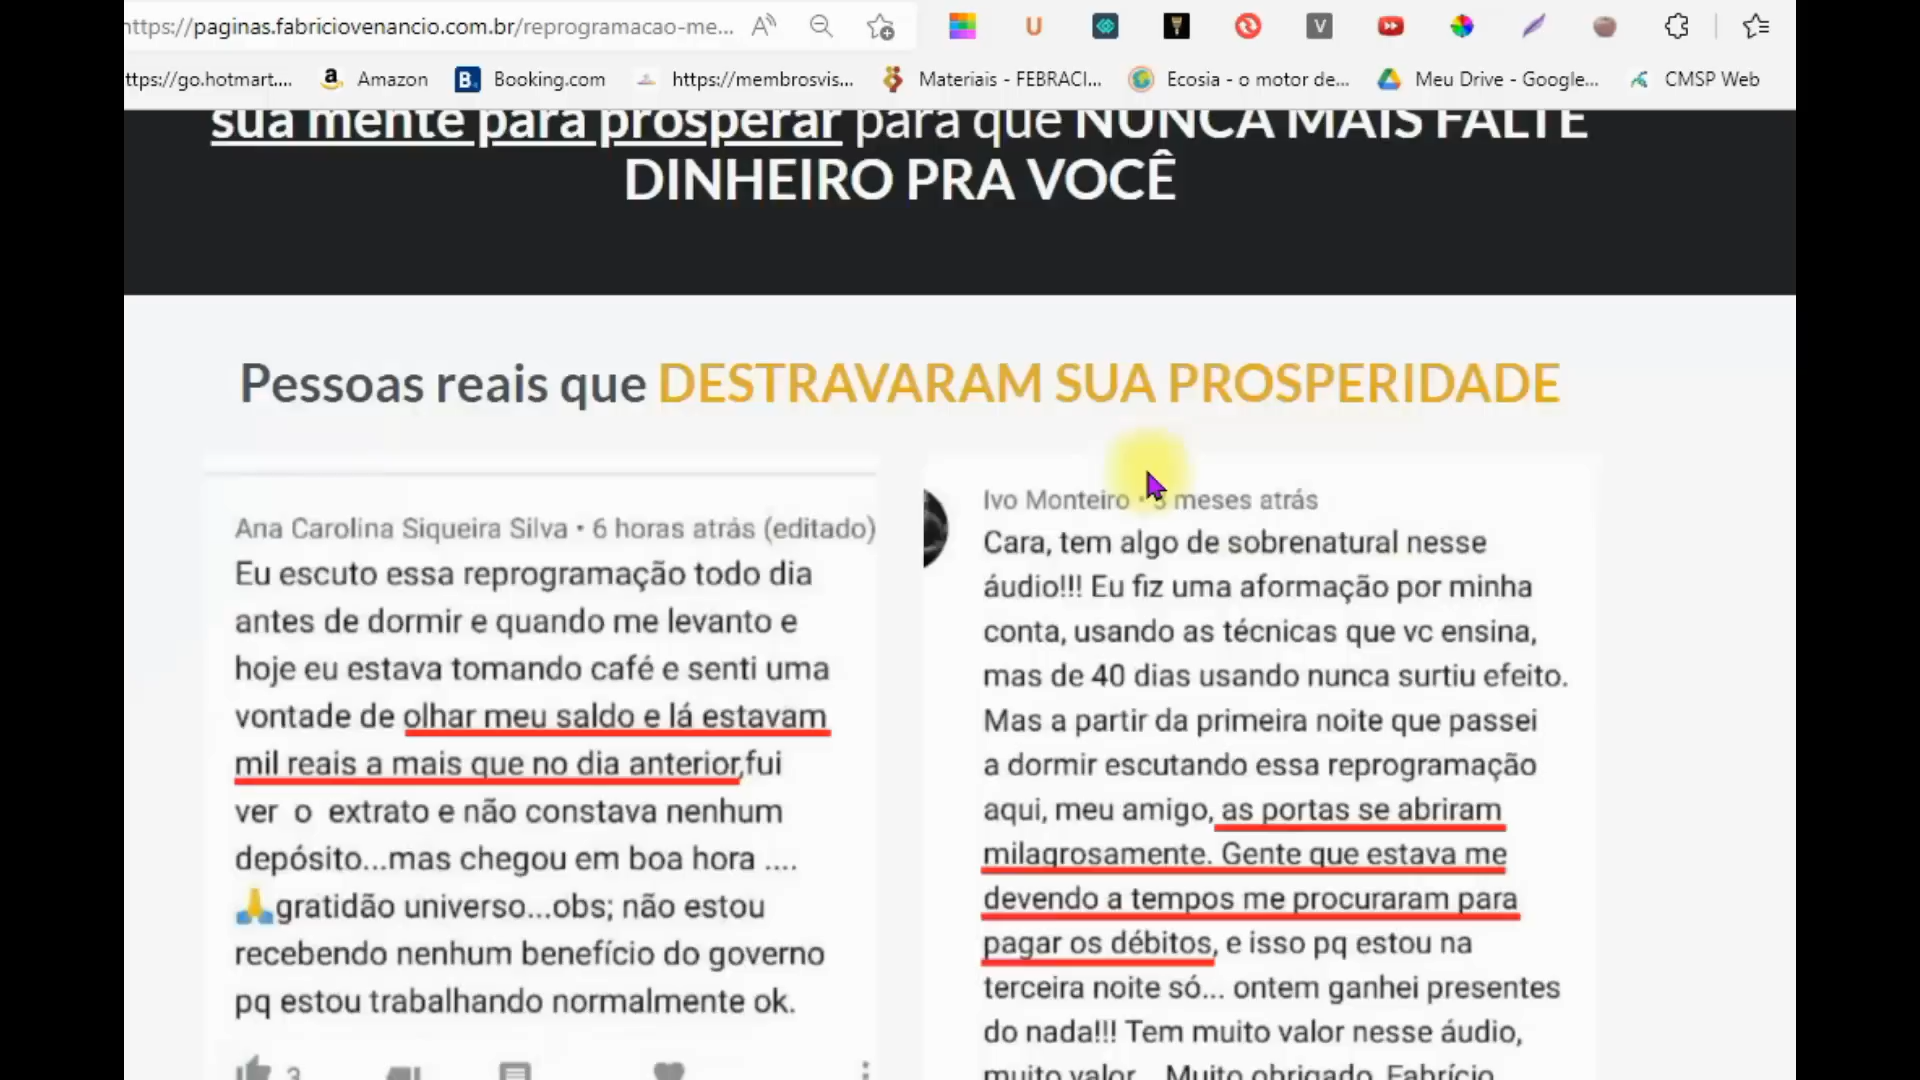 https://paginas.fabriciovenancio.com.br/reprogramacao-me...
ttps://go.hotmart.... Amazon Booking.com https://membrosvis... Materiais - FEBRACI... Ecosia - o motor de... Meu Drive - Google... CMSP Web
sua mente para prosperar para que NUNCA MAIS FALTE
DINHEIRO PRA VOCÊ
Pessoas reais que DESTRAVARAM SUA PROSPERIDADE
Ana Carolina Siqueira Silva • 6 horas atrás (editado)
Eu escuto essa reprogramação todo dia
antes de dormir e quando me levanto e
hoje eu estava tomando café e senti uma
vontade de olhar meu saldo e lá estavam
mil reais a mais que no dia anterior,fui
ver o extrato e não constava nenhum
depósito...mas chegou em boa hora ....
🙏gratidão universo...obs; não estou
recebendo nenhum benefício do governo
pq estou trabalhando normalmente ok.
3
Ivo Monteiro • 3 meses atrás
Cara, tem algo de sobrenatural nesse
áudio!!! Eu fiz uma aformação por minha
conta, usando as técnicas que vc ensina,
mas de 40 dias usando nunca surtiu efeito.
Mas a partir da primeira noite que passei
a dormir escutando essa reprogramação
aqui, meu amigo, as portas se abriram
milagrosamente. Gente que estava me
devendo a tempos me procuraram para
pagar os débitos, e isso pq estou na
terceira noite só... ontem ganhei presentes
do nada!!! Tem muito valor nesse áudio,
muito valor... Muito obrigado, Fabrício